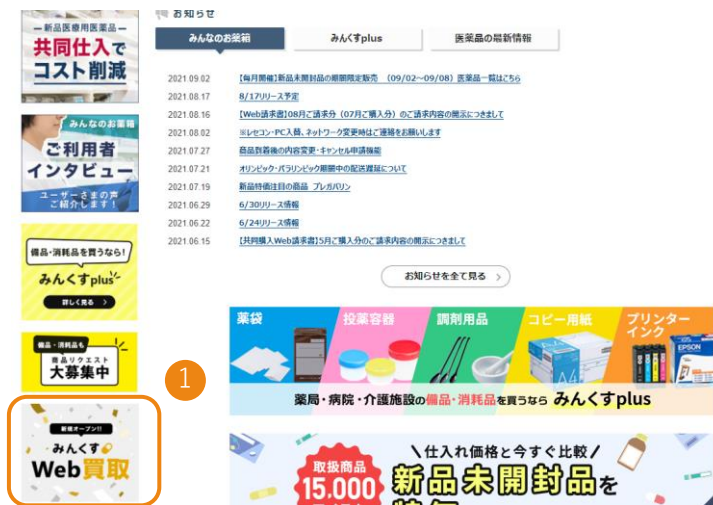 －新品医療用医薬品－
共同仕入で
コスト削減
みんなのお薬箱
ご利用者
インタビュー
ユーザーさまの声
ご紹介します！
備品・消耗品を買うなら！
みんくすplus
詳しく見る ＞
備品・消耗品も
商品リクエスト
大募集中
新規オープン!!
みんくす
Web買取
1
お知らせ
みんなのお薬箱 みんくすplus 医薬品の最新情報
2021.09.02 【毎月開催】新品未開封品の期間限定販売 （09/02～09/08）医薬品一覧はこちら
2021.08.17 8/17リリース予定
2021.08.16 【Web請求書】08月ご請求分（07月ご購入分）のご請求内容の開示につきまして
2021.08.02 ※レセコン・PC入替、ネットワーク変更時はご連絡をお願いします
2021.07.27 商品到着後の内容変更・キャンセル申請機能
2021.07.21 オリンピック・パラリンピック期間中の配送遅延について
2021.07.19 新品特価注目の商品 プレガバリン
2021.06.29 6/30リリース情報
2021.06.22 6/24リリース情報
2021.06.15 【共同購入Web請求書】5月ご購入分のご請求内容の開示につきまして
お知らせを全て見る ＞
薬袋 投薬容器 調剤用品 コピー用紙 プリンターインク
A4
EPSON
薬局・病院・介護施設の備品・消耗品を買うなら みんくすplus
＼仕入れ価格と今すぐ比較／
取扱商品
15,000
新品未開封品を